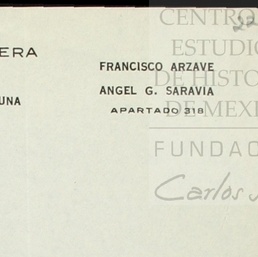 CENTRO
ESTUDIO
ERA
FRANCISCO ARZAVE
DE HISTO
UNA
ANGEL G. SARAVIA
DE MEXI
APARTADO 318
FUNDAC
Carlos